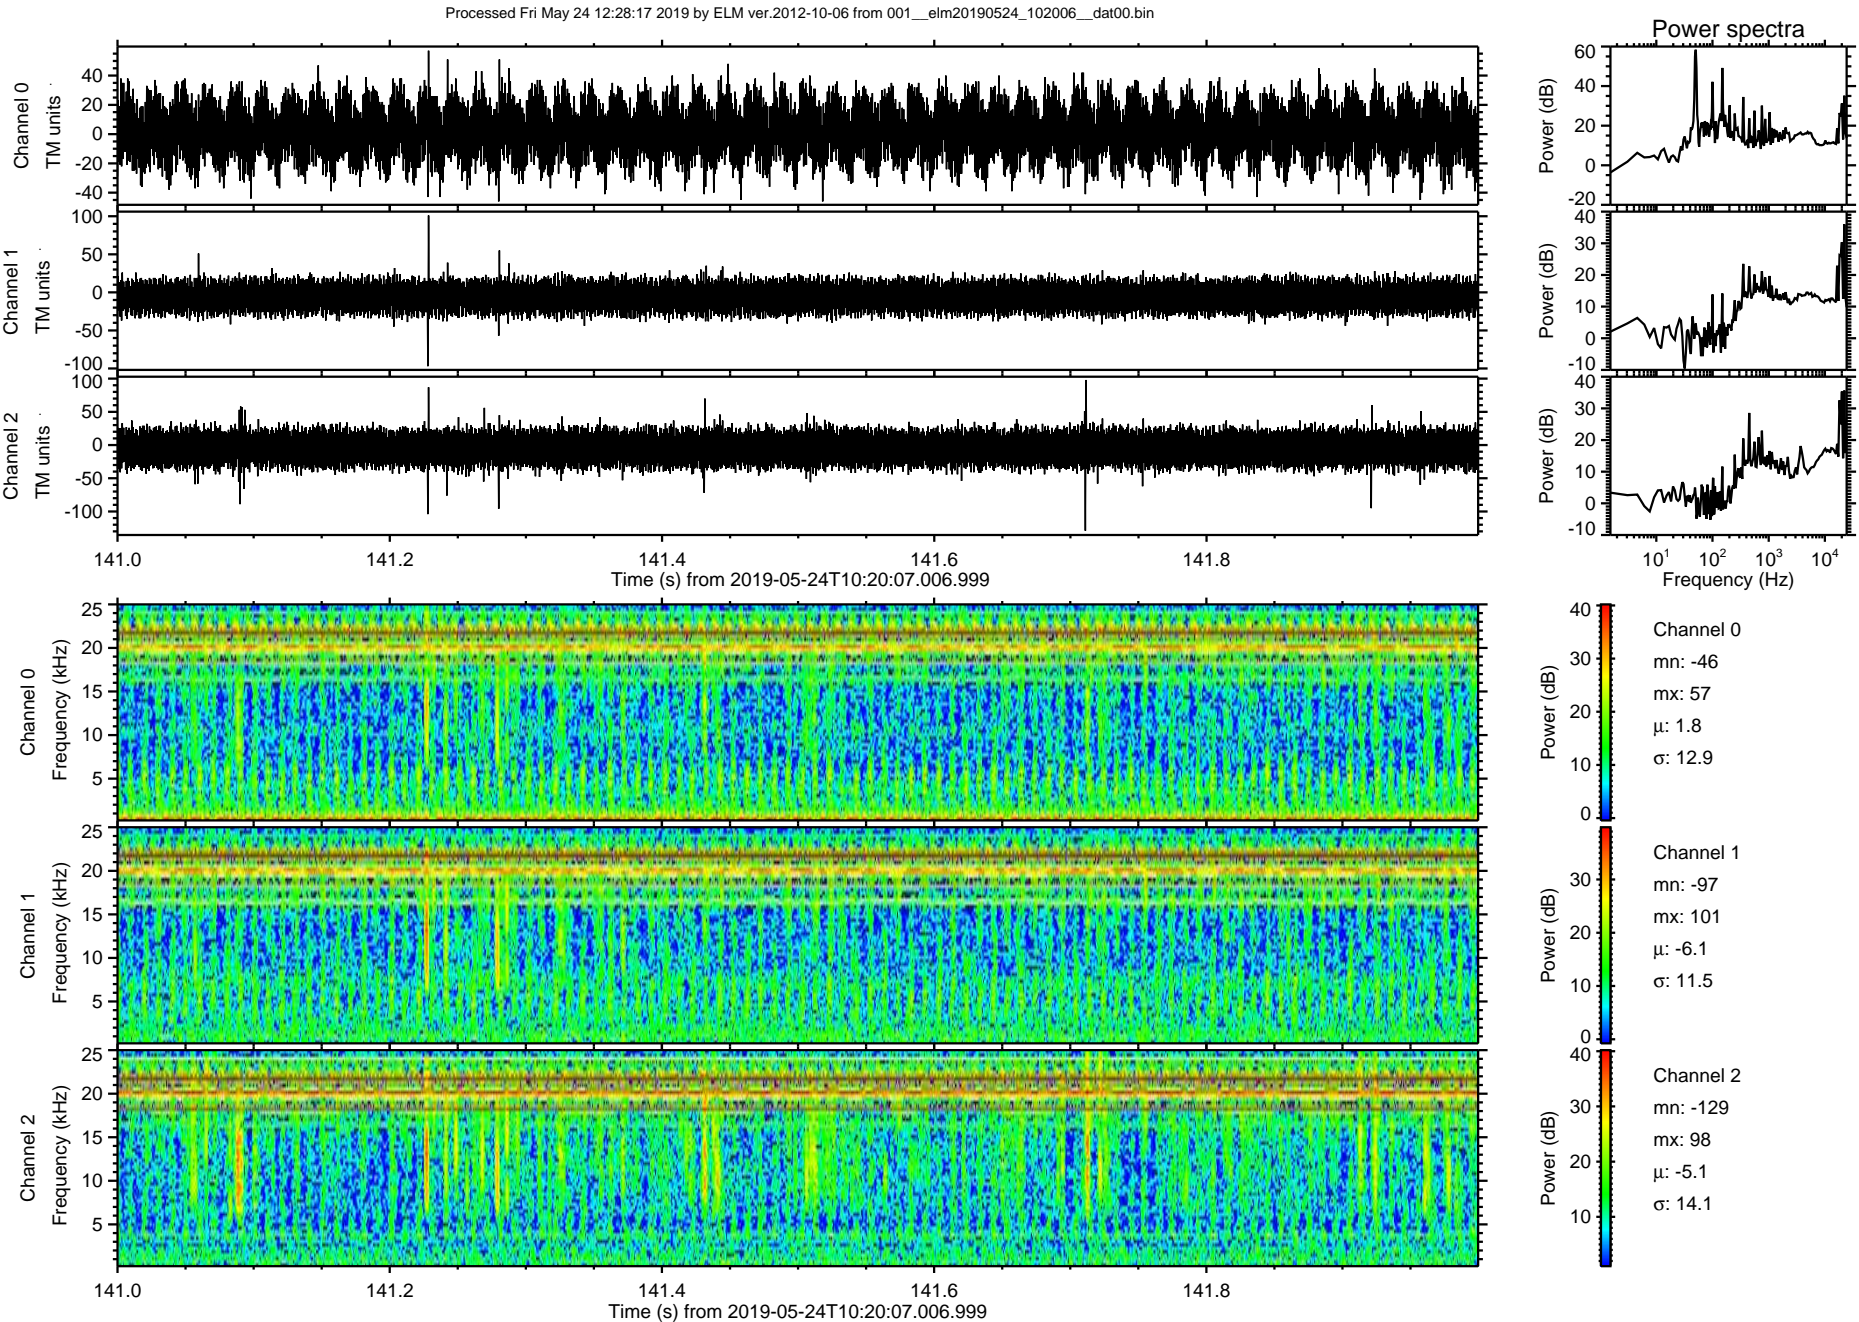 Processed Fri May 24 12:28:17 2019 by ELM ver.2012-10-06 from 001__elm20190524_102006__dat00.bin
Power spectra
Channel 0
TM units
40
20
0
-20
-40
Power (dB)
60
40
20
0
-20
Channel 1
TM units
100
50
0
-50
-100
Power (dB)
40
30
20
10
0
-10
Channel 2
TM units
100
50
0
-50
-100
Power (dB)
40
30
20
10
0
-10
141.0 141.2 141.4 141.6 141.8
Time (s) from 2019-05-24T10:20:07.006.999
10¹ 10² 10³ 10⁴
Frequency (Hz)
Channel 0
Frequency (kHz)
25
20
15
10
5
Power (dB)
40
30
20
10
0
Channel 0
mn: -46
mx: 57
μ: 1.8
σ: 12.9
Channel 1
Frequency (kHz)
25
20
15
10
5
Power (dB)
30
20
10
0
Channel 1
mn: -97
mx: 101
μ: -6.1
σ: 11.5
Channel 2
Frequency (kHz)
25
20
15
10
5
Power (dB)
40
30
20
10
Channel 2
mn: -129
mx: 98
μ: -5.1
σ: 14.1
141.0 141.2 141.4 141.6 141.8
Time (s) from 2019-05-24T10:20:07.006.999